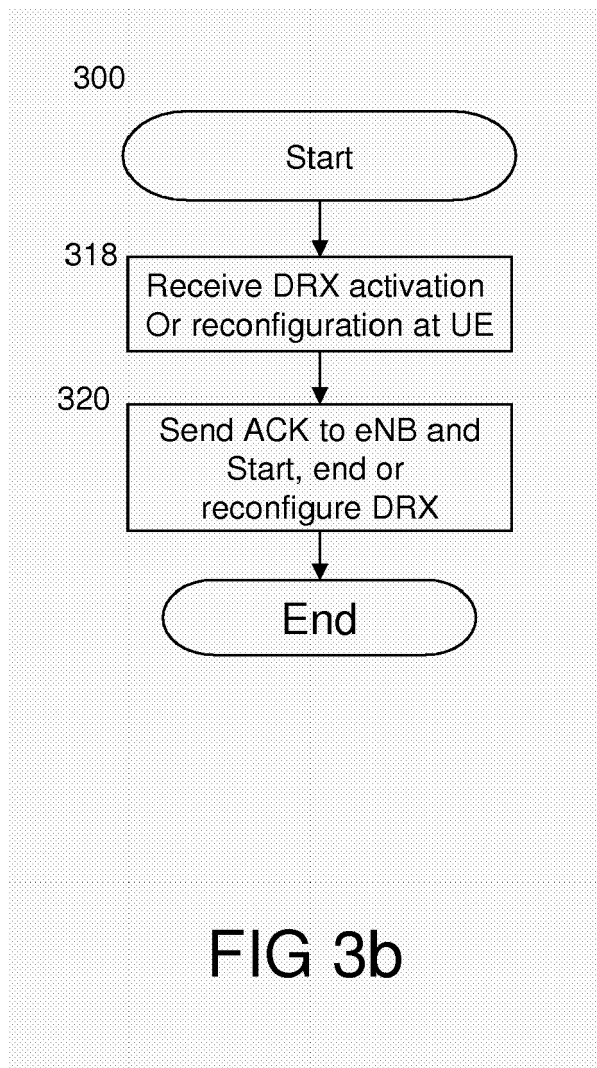 300
Start
318
Receive DRX activation
Or reconfiguration at UE
320
Send ACK to eNB and
Start, end or
reconfigure DRX
End
FIG 3b